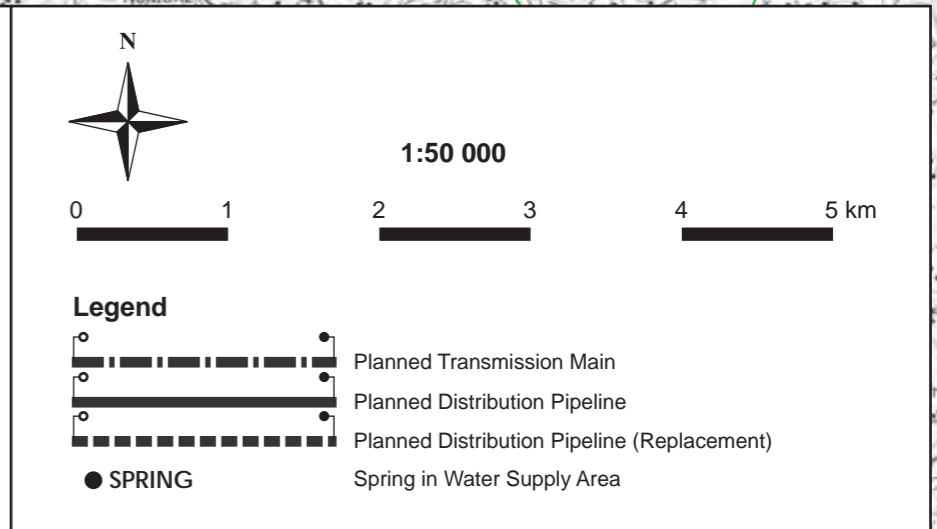 N
1:50 000
0 1 2 3 4 5 km
Legend
Planned Transmission Main
Planned Distribution Pipeline
Planned Distribution Pipeline (Replacement)
SPRING Spring in Water Supply Area